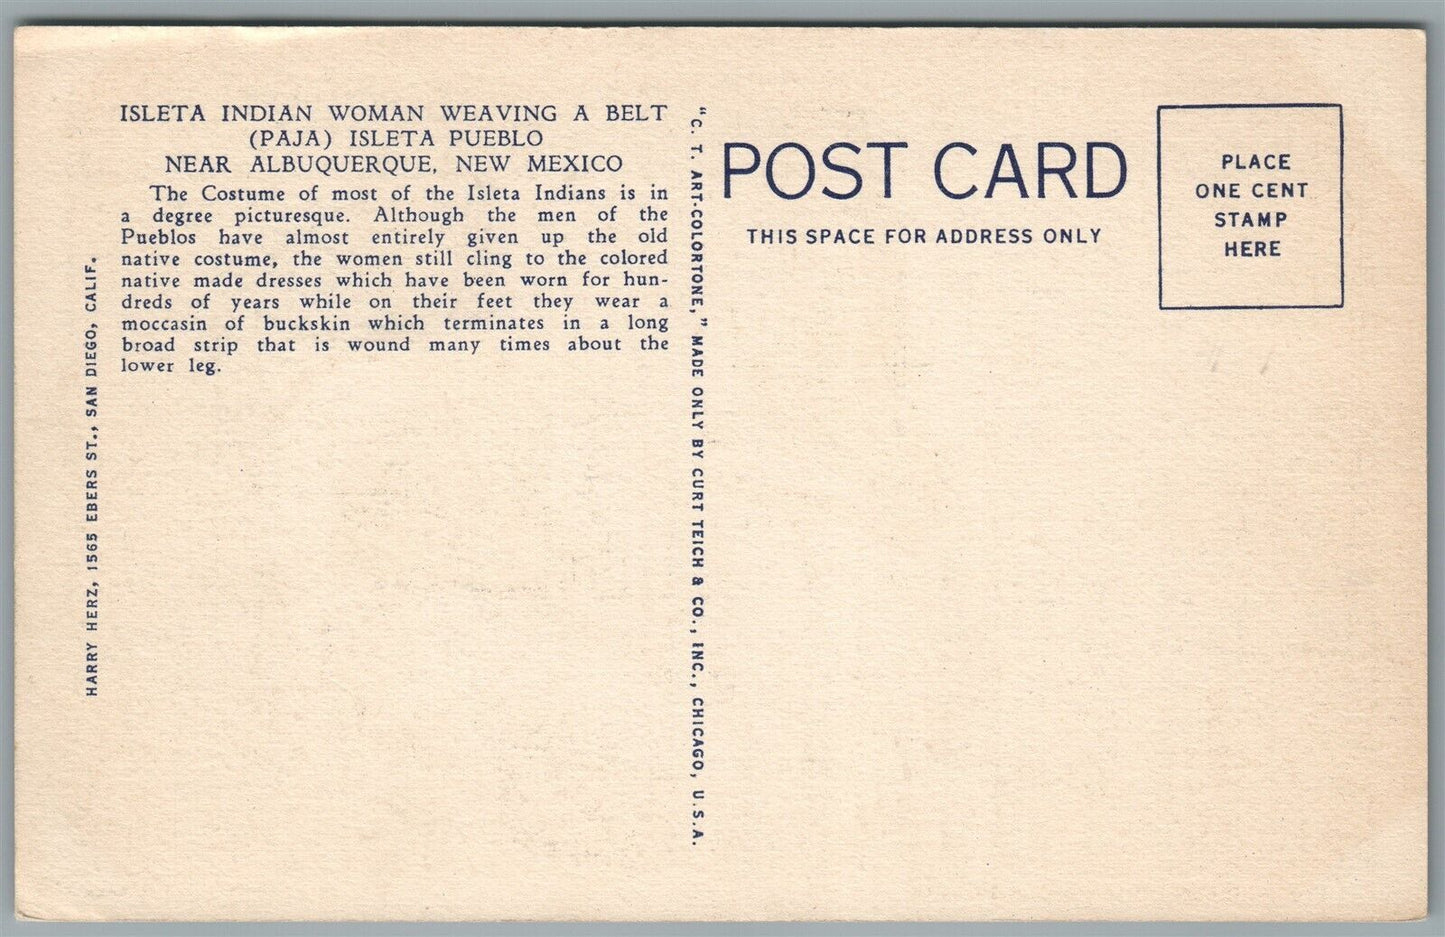 ISLETA INDIAN WOMAN WEAVING A BELT
(PAJA) ISLETA PUEBLO
NEAR ALBUQUERQUE, NEW MEXICO
The Costume of most of the Isleta Indians is in
a degree picturesque. Although the men of the
Pueblos have almost entirely given up the old
native costume, the women still cling to the colored
native made dresses which have been worn for hun-
dreds of years while on their feet they wear a
moccasin of buckskin which terminates in a long
broad strip that is wound many times about the
lower leg.
HARRY HERZ, 1565 EBERS ST., SAN DIEGO, CALIF.
"C. T. ART-COLORTONE," MADE ONLY BY CURT TEICH & CO., INC., CHICAGO, U.S.A.
POST CARD
THIS SPACE FOR ADDRESS ONLY
PLACE
ONE CENT
STAMP
HERE